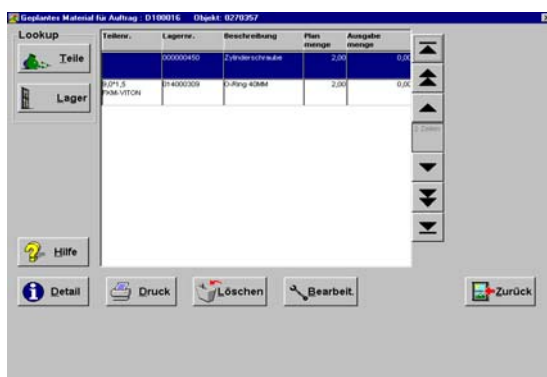 Geplantes Material für Auftrag : D100016 Objekt: 0270357
Lookup
Teile
Lager
Teilenr. Lagernr. Beschreibung Plan menge Ausgabe menge
000000450 Zylinderschraube 2,00 0,00
9,0*1,5 FKM-VITON 014000309 O-Ring 40MM 2,00 0,00
2 Zeilen
Hilfe
Detail Druck Löschen Bearbeit. Zurück